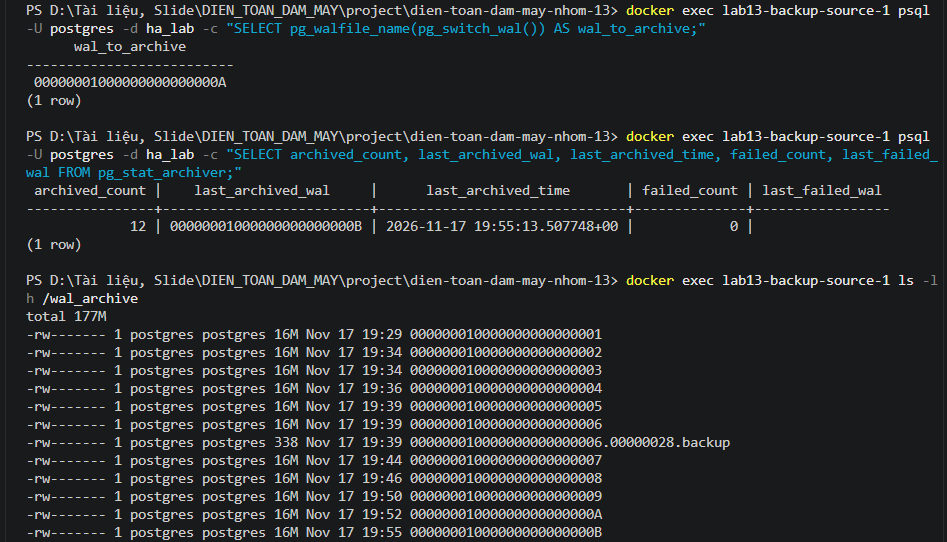 PS D:\Tài liệu, Slide\DIEN_TOAN_DAM_MAY\project\dien-toan-dam-may-nhom-13> docker exec lab13-backup-source-1 psql
-U postgres -d ha_lab -c "SELECT pg_walfile_name(pg_switch_wal()) AS wal_to_archive;"
      wal_to_archive
--------------------------
 00000001000000000000000A
(1 row)
PS D:\Tài liệu, Slide\DIEN_TOAN_DAM_MAY\project\dien-toan-dam-may-nhom-13> docker exec lab13-backup-source-1 psql
-U postgres -d ha_lab -c "SELECT archived_count, last_archived_wal, last_archived_time, failed_count, last_failed_
wal FROM pg_stat_archiver;"
 archived_count |    last_archived_wal     |      last_archived_time       | failed_count | last_failed_wal
----------------+--------------------------+-------------------------------+--------------+-----------------
             12 | 00000001000000000000000B | 2026-11-17 19:55:13.507748+00 |            0 |
(1 row)
PS D:\Tài liệu, Slide\DIEN_TOAN_DAM_MAY\project\dien-toan-dam-may-nhom-13> docker exec lab13-backup-source-1 ls -l
h /wal_archive
total 177M
-rw------- 1 postgres postgres 16M Nov 17 19:29 000000010000000000000001
-rw------- 1 postgres postgres 16M Nov 17 19:34 000000010000000000000002
-rw------- 1 postgres postgres 16M Nov 17 19:34 000000010000000000000003
-rw------- 1 postgres postgres 16M Nov 17 19:36 000000010000000000000004
-rw------- 1 postgres postgres 16M Nov 17 19:39 000000010000000000000005
-rw------- 1 postgres postgres 16M Nov 17 19:39 000000010000000000000006
-rw------- 1 postgres postgres 338 Nov 17 19:39 000000010000000000000006.00000028.backup
-rw------- 1 postgres postgres 16M Nov 17 19:44 000000010000000000000007
-rw------- 1 postgres postgres 16M Nov 17 19:46 000000010000000000000008
-rw------- 1 postgres postgres 16M Nov 17 19:50 000000010000000000000009
-rw------- 1 postgres postgres 16M Nov 17 19:52 00000001000000000000000A
-rw------- 1 postgres postgres 16M Nov 17 19:55 00000001000000000000000B